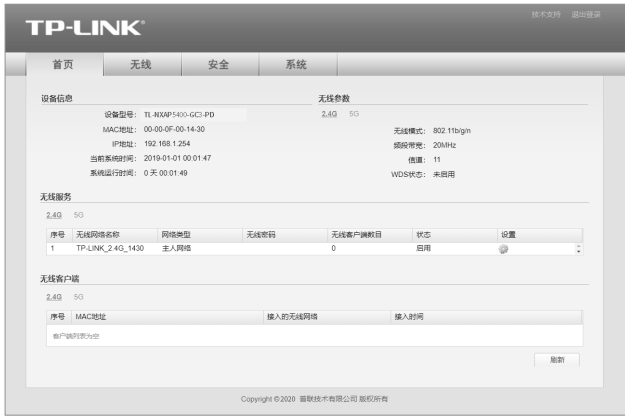 技术支持 退出登录
TP-LINK®
首页 无线 安全 系统
设备信息
设备型号： TL-NXAP5400-GC3-PD
MAC地址： 00-00-0F-00-14-30
IP地址： 192.168.1.254
当前系统时间： 2019-01-01 00:01:47
系统运行时间： 0 天 00:01:49
无线参数
2.4G 5G
无线模式： 802.11b/g/n
频段带宽： 20MHz
信道： 11
WDS状态： 未启用
无线服务
2.4G 5G
序号 无线网络名称 网络类型 无线密码 无线客户端数目 状态 设置
1 TP-LINK_2.4G_1430 主人网络 0 启用
无线客户端
2.4G 5G
序号 MAC地址 接入的无线网络 接入时间
客户端列表为空
刷新
Copyright © 2020 普联技术有限公司 版权所有